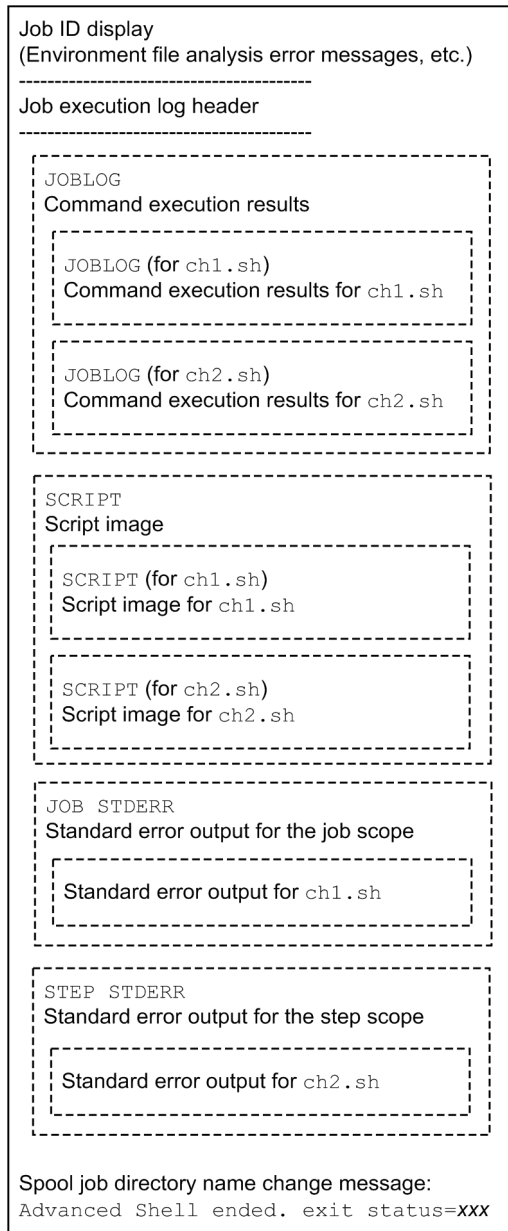 Job ID display
(Environment file analysis error messages, etc.)
-----------------------------------------
Job execution log header
-----------------------------------------
JOBLOG
Command execution results
JOBLOG (for ch1.sh)
Command execution results for ch1.sh
JOBLOG (for ch2.sh)
Command execution results for ch2.sh
SCRIPT
Script image
SCRIPT (for ch1.sh)
Script image for ch1.sh
SCRIPT (for ch2.sh)
Script image for ch2.sh
JOB STDERR
Standard error output for the job scope
Standard error output for ch1.sh
STEP STDERR
Standard error output for the step scope
Standard error output for ch2.sh
Spool job directory name change message:
Advanced Shell ended. exit status=xxx